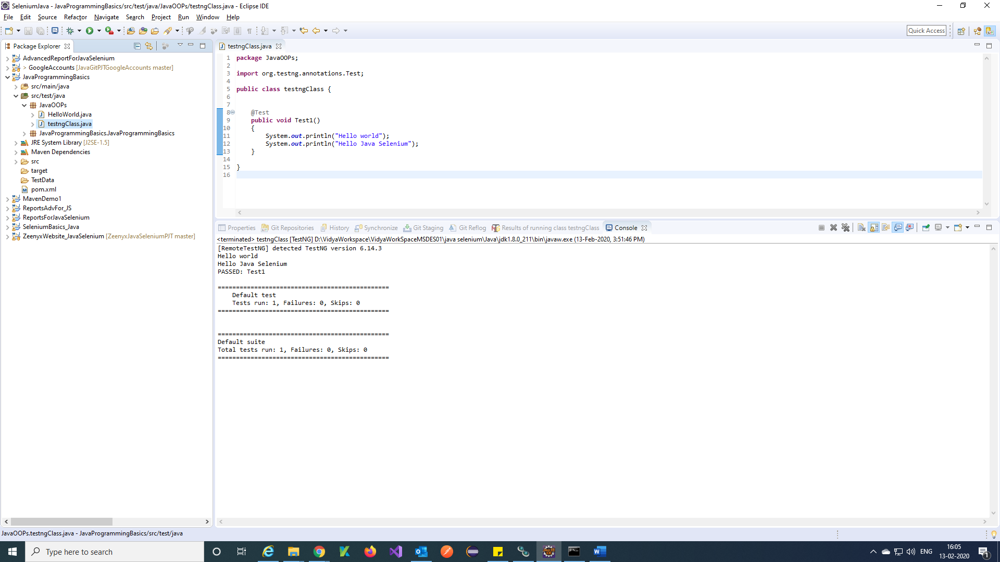 SeleniumJava - JavaProgrammingBasics/src/test/java/JavaOOPs/testngClass.java - Eclipse IDE
File Edit Source Refactor Navigate Search Project Run Window Help
Quick Access
Package Explorer
AdvancedReportForJavaSelenium
> GoogleAccounts [JavaGitPJTGoogleAccounts master]
JavaProgrammingBasics
src/main/java
src/test/java
JavaOOPs
HelloWorld.java
testngClass.java
JavaProgrammingBasics.JavaProgrammingBasics
JRE System Library [J2SE-1.5]
Maven Dependencies
src
target
TestData
pom.xml
MavenDemo1
ReportsAdvFor_JS
ReportsForJavaSelenium
SeleniumBasics_Java
ZeenyxWebsite_JavaSelenium [ZeenyxJavaSeleniumPJT master]
testngClass.java
1 package JavaOOPs;
2
3 import org.testng.annotations.Test;
4
5 public class testngClass {
6
7
8 @Test
9 public void Test1()
10 {
11 System.out.println("Hello world");
12 System.out.println("Hello Java Selenium");
13 }
14
15 }
16
Properties Git Repositories History Synchronize Git Staging Git Reflog Results of running class testngClass Console
<terminated> testngClass [TestNG] D:\VidyaWorkspace\VidyaWorkSpaceMSDES01\java selenium\Java\jdk1.8.0_211\bin\javaw.exe (13-Feb-2020, 3:51:46 PM)
[RemoteTestNG] detected TestNG version 6.14.3
Hello world
Hello Java Selenium
PASSED: Test1
===============================================
Default test
Tests run: 1, Failures: 0, Skips: 0
===============================================
===============================================
Default suite
Total tests run: 1, Failures: 0, Skips: 0
===============================================
JavaOOPs.testngClass.java - JavaProgrammingBasics/src/test/java
Type here to search
ENG
16:05
13-02-2020
1